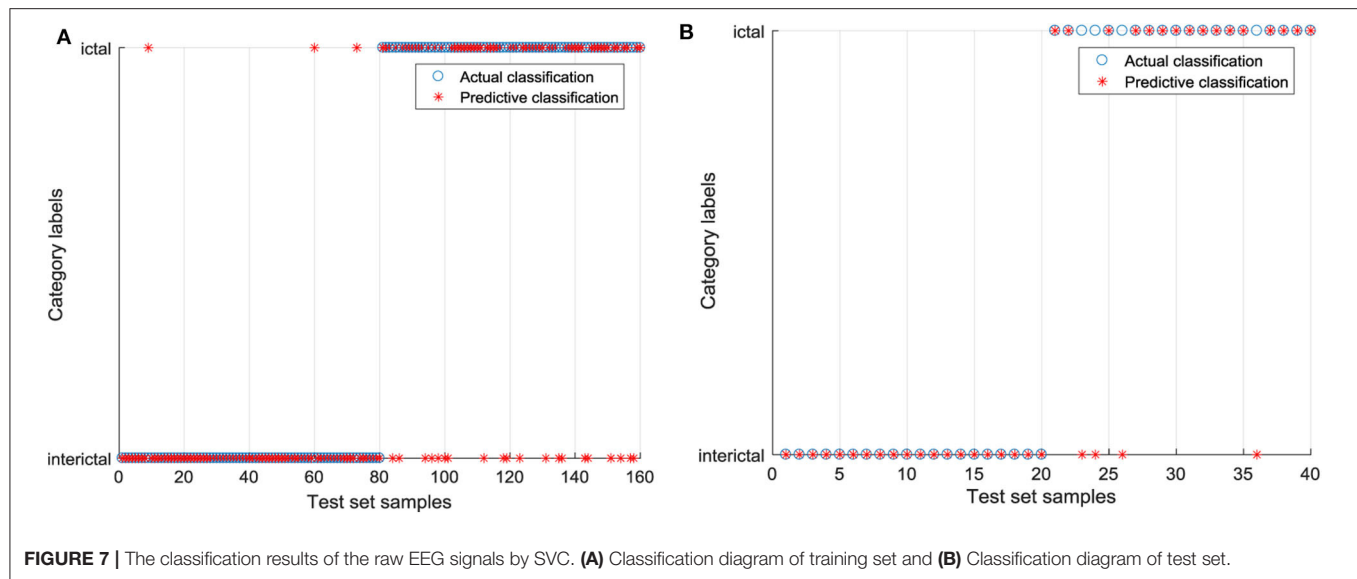 A
ictal
Actual classification
Predictive classification
Category labels
interictal
0 20 40 60 80 100 120 140 160
Test set samples
B
ictal
Actual classification
Predictive classification
Category labels
interictal
0 5 10 15 20 25 30 35 40
Test set samples
FIGURE 7 | The classification results of the raw EEG signals by SVC. (A) Classification diagram of training set and (B) Classification diagram of test set.